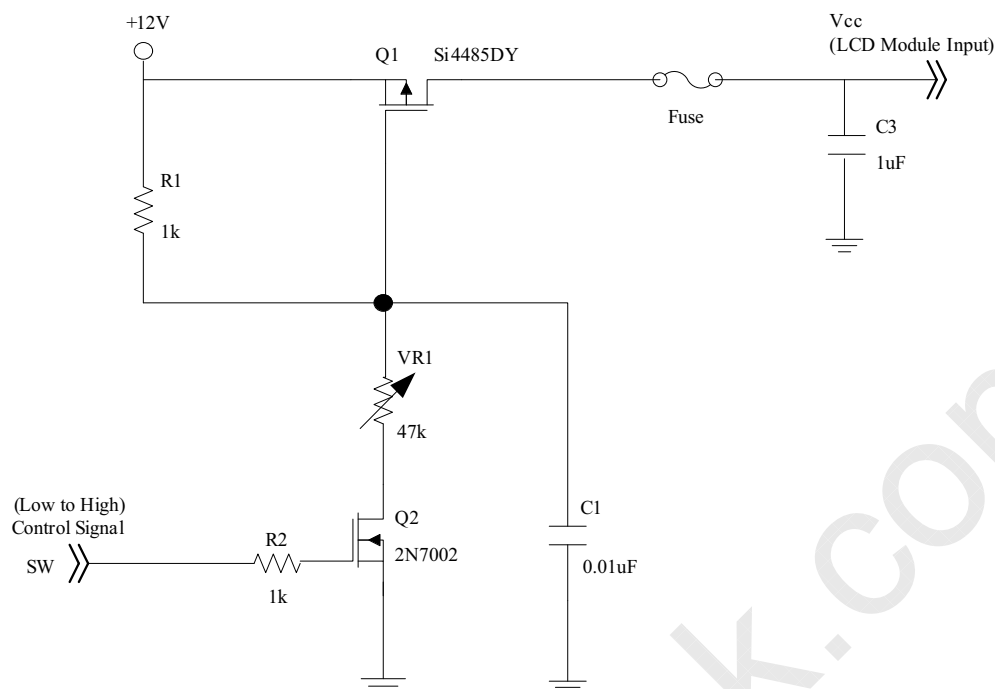 +12V
Vcc
(LCD Module Input)
Q1
Si4485DY
Fuse
C3
1uF
R1
1k
VR1
47k
(Low to High)
Control Signal
SW
R2
1k
Q2
2N7002
C1
0.01uF
k.con